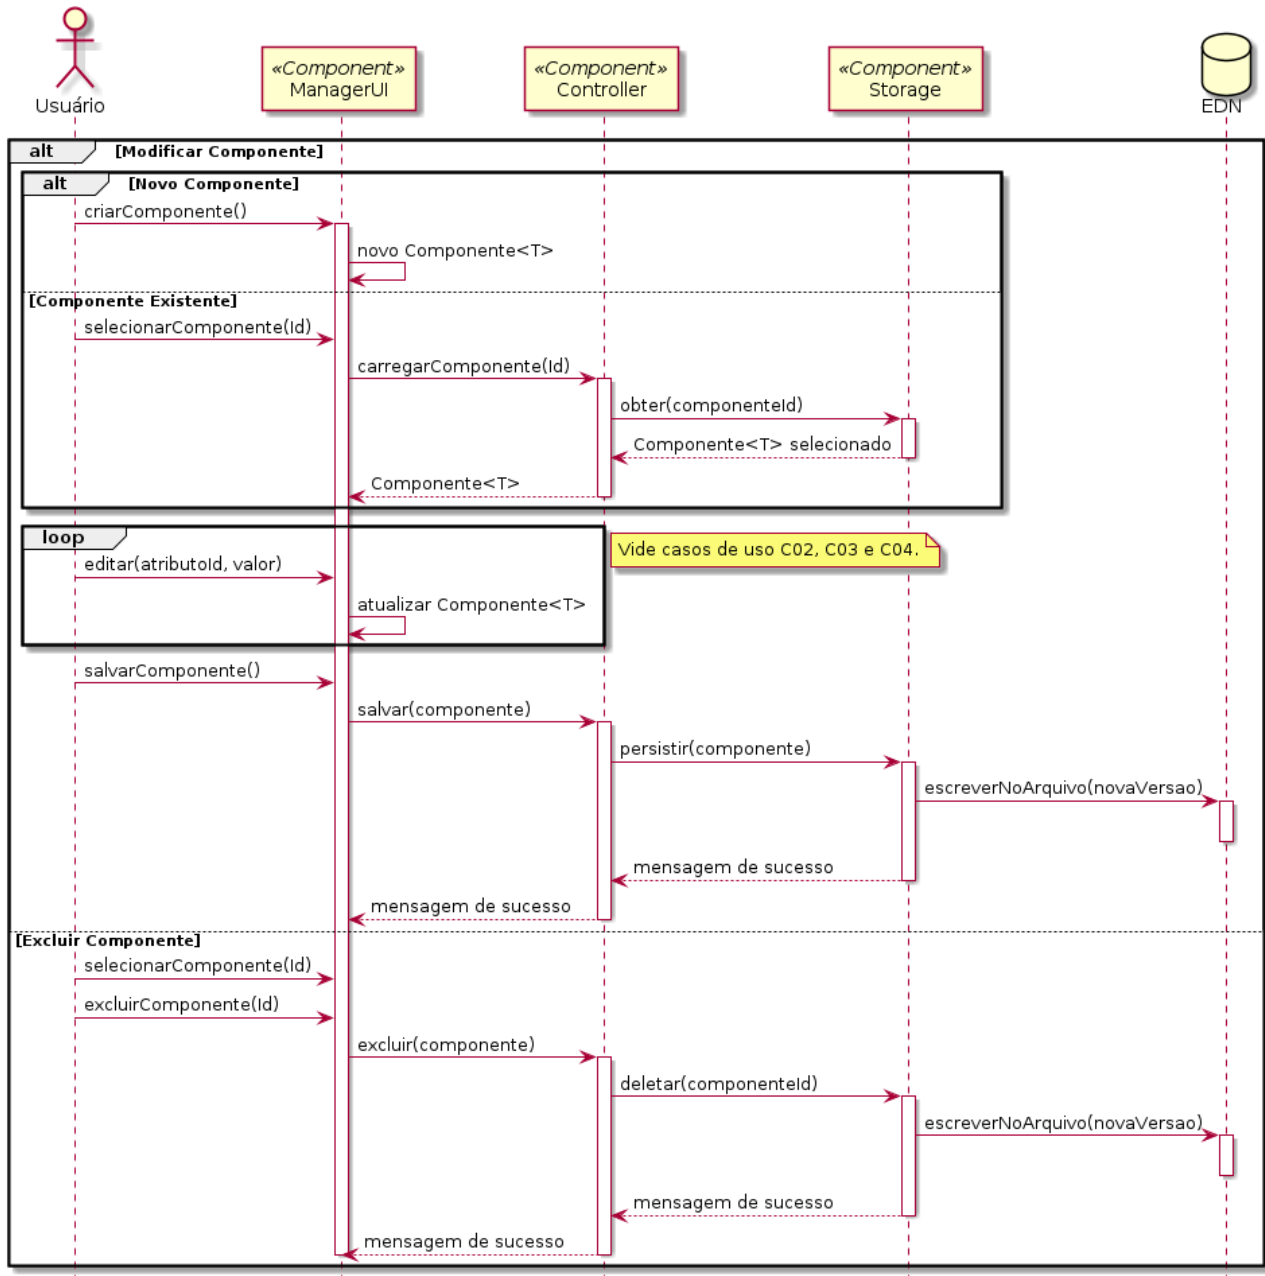 Usuário
«Component»
ManagerUI
«Component»
Controller
«Component»
Storage
EDN
alt [Modificar Componente]
alt [Novo Componente]
criarComponente()
novo Componente<T>
[Componente Existente]
selecionarComponente(Id)
carregarComponente(Id)
obter(componenteId)
Componente<T> selecionado
Componente<T>
loop
Vide casos de uso C02, C03 e C04.
editar(atributoId, valor)
atualizar Componente<T>
salvarComponente()
salvar(componente)
persistir(componente)
escreverNoArquivo(novaVersao)
mensagem de sucesso
mensagem de sucesso
[Excluir Componente]
selecionarComponente(Id)
excluirComponente(Id)
excluir(componente)
deletar(componenteId)
escreverNoArquivo(novaVersao)
mensagem de sucesso
mensagem de sucesso